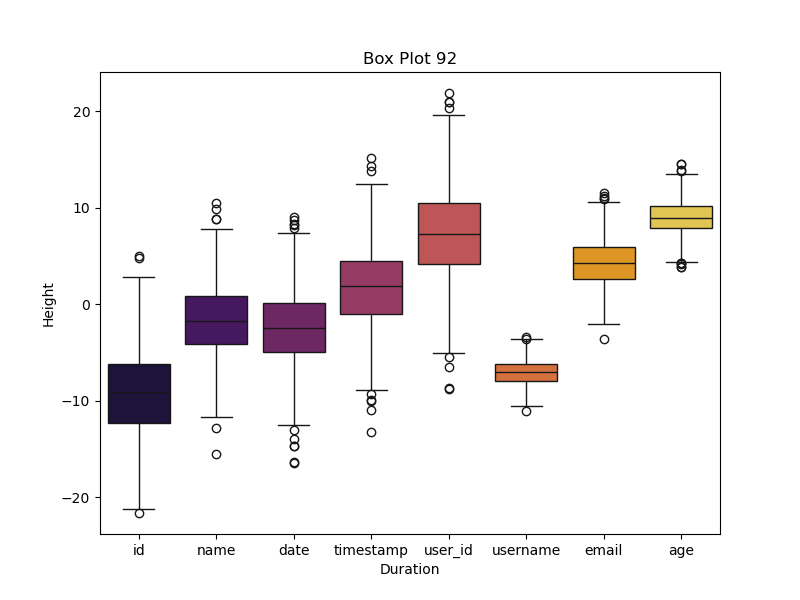 Box Plot 92
Height
20
10
0
−10
−20
id name date timestamp user_id username email age
Duration